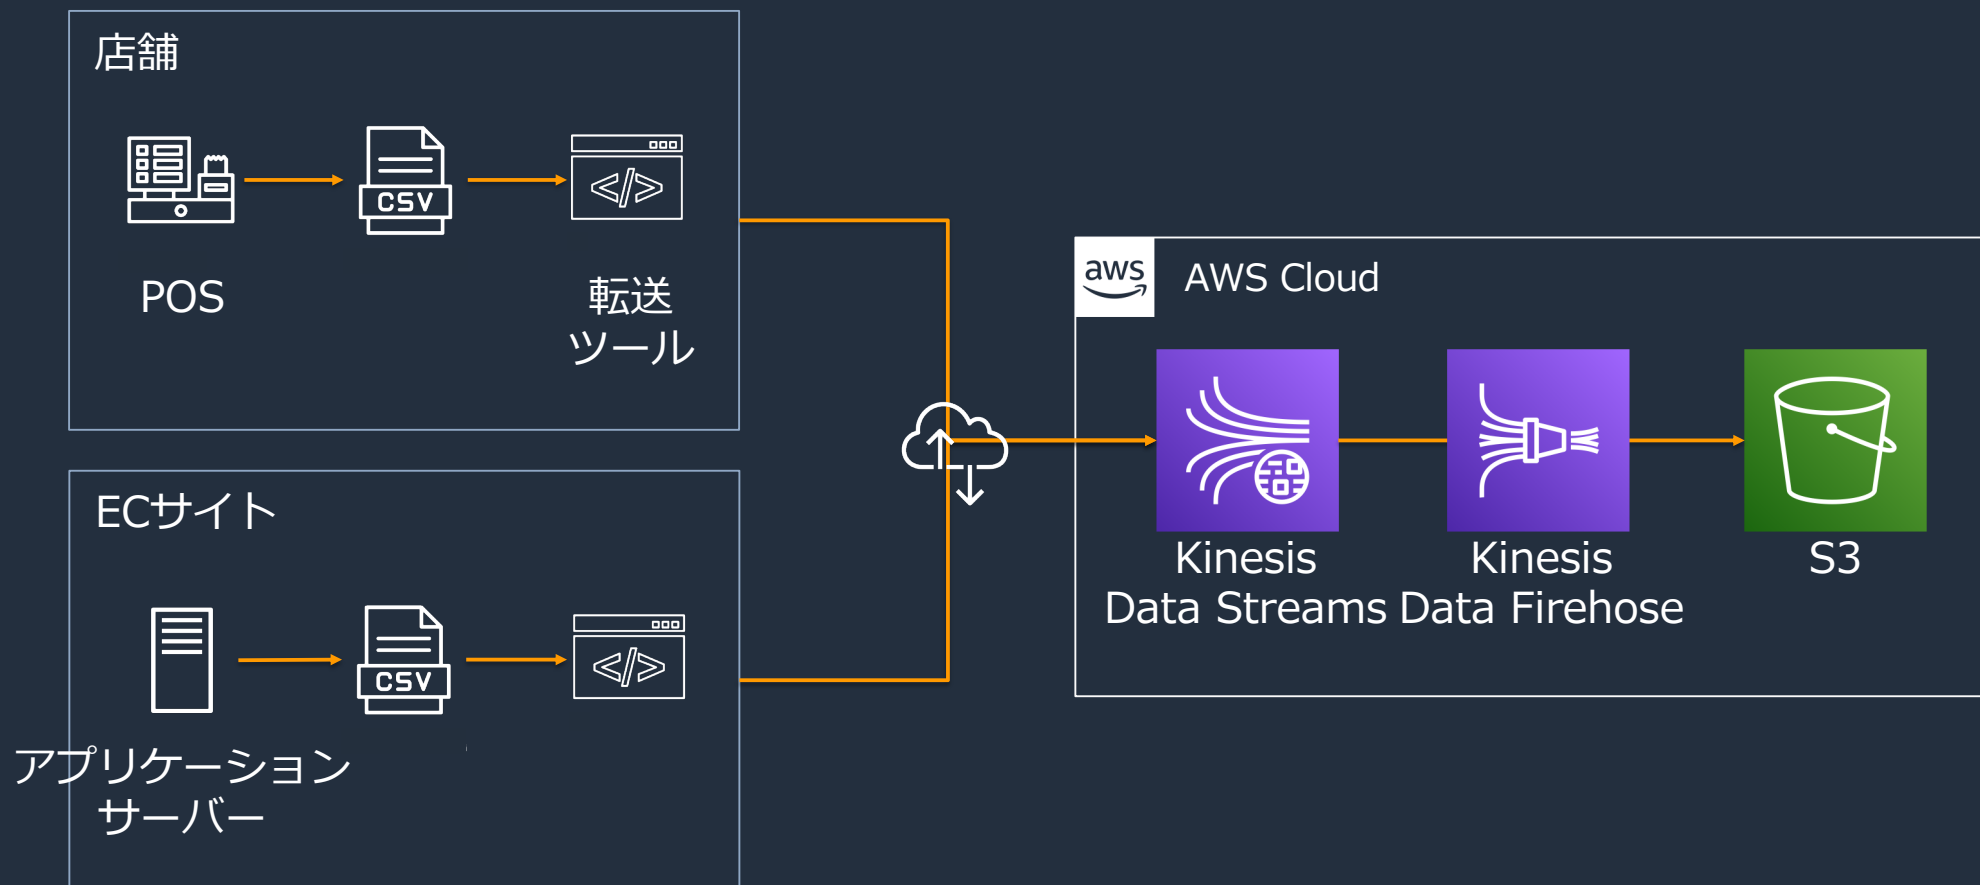 店舗
CSV
POS
転送
ツール
ECサイト
CSV
アプリケーション
サーバー
aws
AWS Cloud
Kinesis
Data Streams
Kinesis
Data Firehose
S3